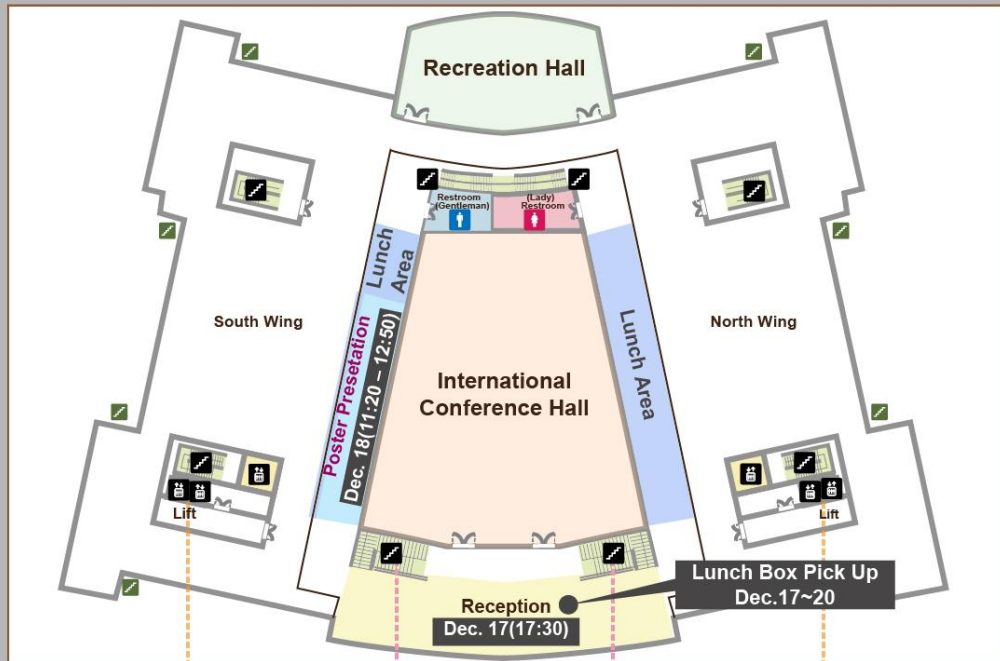 Recreation Hall
Restroom
(Gentleman)
(Lady)
Restroom
Lunch
Area
South Wing
North Wing
Poster Presetation
Dec. 18(11:20 – 12:50)
International
Conference Hall
Lunch Area
Lift
Lift
Lunch Box Pick Up
Dec.17~20
Reception
Dec. 17(17:30)